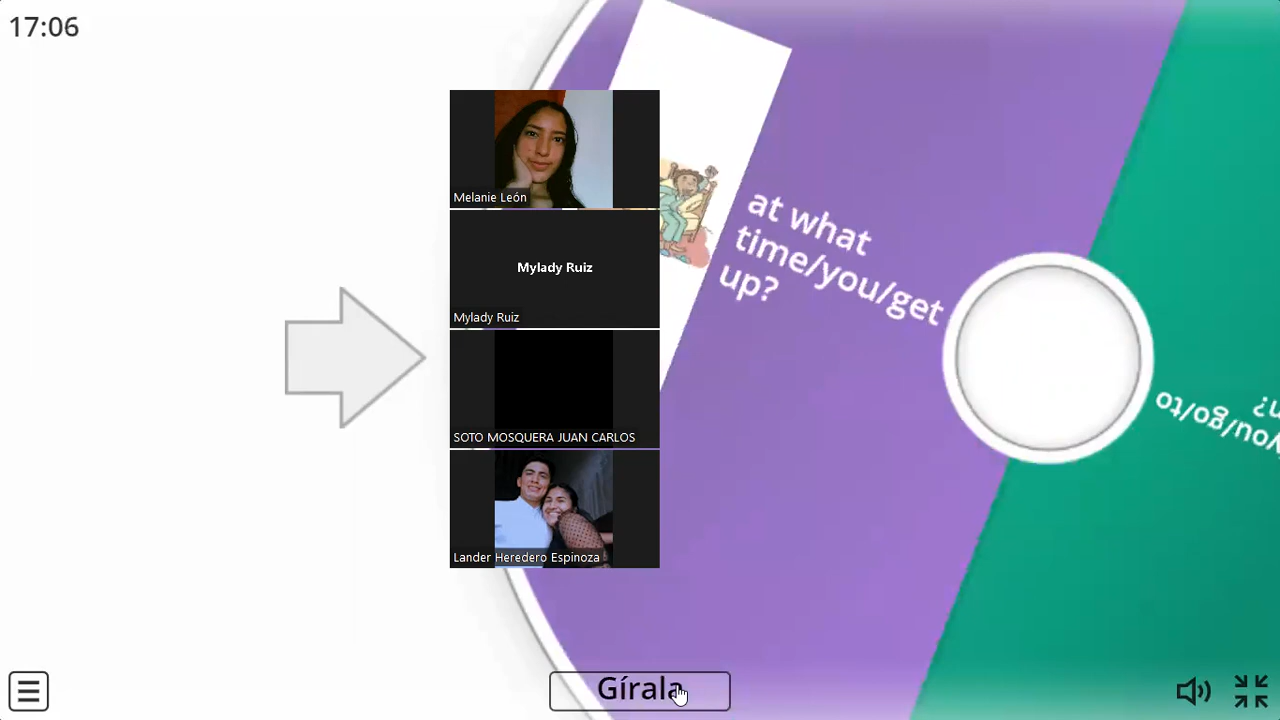 17:06
Melanie León
Mylady Ruiz
Mylady Ruiz
SOTO MOSQUERA JUAN CARLOS
Lander Heredero Espinoza
at what
time/you/get
up?
you/go/to
Gírala